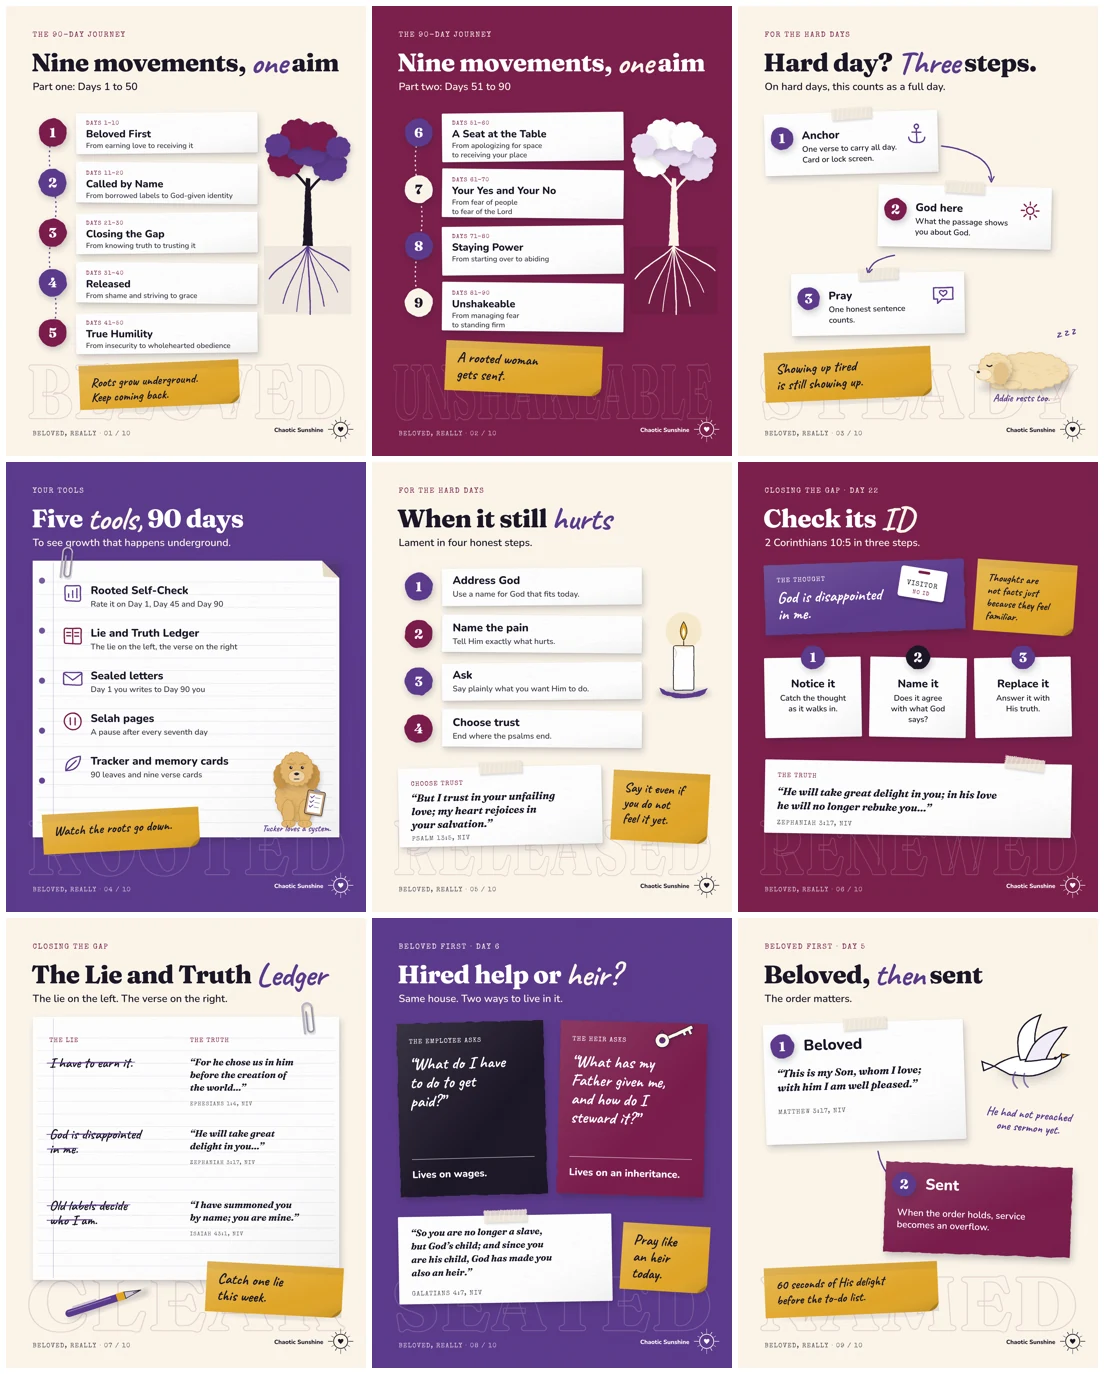 THE 90-DAY JOURNEY
Nine movements, one aim
Part one: Days 1 to 50
1
DAYS 1-10
Beloved First
From earning love to receiving it
2
DAYS 11-20
Called by Name
From borrowed labels to God-given identity
3
DAYS 21-30
Closing the Gap
From knowing truth to trusting it
4
DAYS 31-40
Released
From shame and striving to grace
5
DAYS 41-50
True Humility
From insecurity to wholehearted obedience
Roots grow underground.
Keep coming back.
BELOVED
BELOVED, REALLY · 01 / 10
Chaotic Sunshine
THE 90-DAY JOURNEY
Nine movements, one aim
Part two: Days 51 to 90
6
DAYS 51-60
A Seat at the Table
From apologizing for space
to receiving your place
7
DAYS 61-70
Your Yes and Your No
From fear of people
to fear of the Lord
8
DAYS 71-80
Staying Power
From starting over to abiding
9
DAYS 81-90
Unshakeable
From managing fear
to standing firm
A rooted woman
gets sent.
UNSHAKEABLE
BELOVED, REALLY · 02 / 10
Chaotic Sunshine
FOR THE HARD DAYS
Hard day? Three steps.
On hard days, this counts as a full day.
1
Anchor
One verse to carry all day.
Card or lock screen.
2
God here
What the passage shows
you about God.
3
Pray
One honest sentence
counts.
z z z
Showing up tired
is still showing up.
Addie rests too.
STEADY
BELOVED, REALLY · 03 / 10
Chaotic Sunshine
YOUR TOOLS
Five tools, 90 days
To see growth that happens underground.
Rooted Self-Check
Rate it on Day 1, Day 45 and Day 90
Lie and Truth Ledger
The lie on the left, the verse on the right
Sealed letters
Day 1 you writes to Day 90 you
Selah pages
A pause after every seventh day
Tracker and memory cards
90 leaves and nine verse cards
Watch the roots go down.
Tucker loves a system.
ROOTED
BELOVED, REALLY · 04 / 10
Chaotic Sunshine
FOR THE HARD DAYS
When it still hurts
Lament in four honest steps.
1
Address God
Use a name for God that fits today.
2
Name the pain
Tell Him exactly what hurts.
3
Ask
Say plainly what you want Him to do.
4
Choose trust
End where the psalms end.
CHOOSE TRUST
“But I trust in your unfailing
love; my heart rejoices in
your salvation.”
PSALM 13:5, NIV
Say it even if
you do not
feel it yet.
RELEASED
BELOVED, REALLY · 05 / 10
Chaotic Sunshine
CLOSING THE GAP · DAY 22
Check its ID
2 Corinthians 10:5 in three steps.
THE THOUGHT
God is disappointed
in me.
VISITOR
NO ID
Thoughts are
not facts just
because they feel
familiar.
1
Notice it
Catch the thought
as it walks in.
2
Name it
Does it agree
with what God
says?
3
Replace it
Answer it with
His truth.
THE TRUTH
“He will take great delight in you; in his love
he will no longer rebuke you...”
ZEPHANIAH 3:17, NIV
RENEWED
BELOVED, REALLY · 06 / 10
Chaotic Sunshine
CLOSING THE GAP
The Lie and Truth Ledger
The lie on the left. The verse on the right.
THE LIE
THE TRUTH
I have to earn it.
“For he chose us in him
before the creation of
the world...”
EPHESIANS 1:4, NIV
God is disappointed
in me.
“He will take great
delight in you...”
ZEPHANIAH 3:17, NIV
Old labels decide
who I am.
“I have summoned you
by name; you are mine.”
ISAIAH 43:1, NIV
Catch one lie
this week.
CLEAR
BELOVED, REALLY · 07 / 10
Chaotic Sunshine
BELOVED FIRST · DAY 6
Hired help or heir?
Same house. Two ways to live in it.
THE EMPLOYEE ASKS
“What do I have
to do to get
paid?”
Lives on wages.
THE HEIR ASKS
“What has my
Father given me,
and how do I
steward it?”
Lives on an inheritance.
“So you are no longer a slave,
but God’s child; and since you
are his child, God has made you
also an heir.”
GALATIANS 4:7, NIV
Pray like
an heir
today.
SEATED
BELOVED, REALLY · 08 / 10
Chaotic Sunshine
BELOVED FIRST · DAY 5
Beloved, then sent
The order matters.
1
Beloved
“This is my Son, whom I love;
with him I am well pleased.”
MATTHEW 3:17, NIV
He had not preached
one sermon yet.
2
Sent
When the order holds, service
becomes an overflow.
60 seconds of His delight
before the to-do list.
NAMED
BELOVED, REALLY · 09 / 10
Chaotic Sunshine